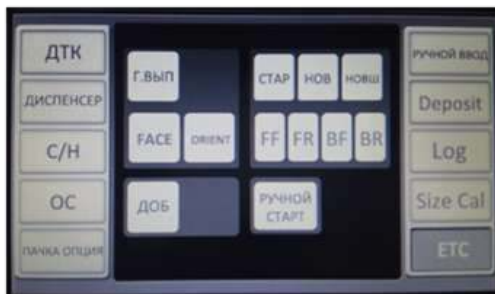 ДТК
ДИСПЕНСЕР
С/Н
ОС
ПАЧКА ОПЦИЯ
Г.ВЫП
FACE
ORIENT
ДОБ
СТАР
НОВ
НОВШ
FF
FR
BF
BR
РУЧНОЙ
СТАРТ
РУЧНОЙ ВВОД
Deposit
Log
Size Cal
ETC